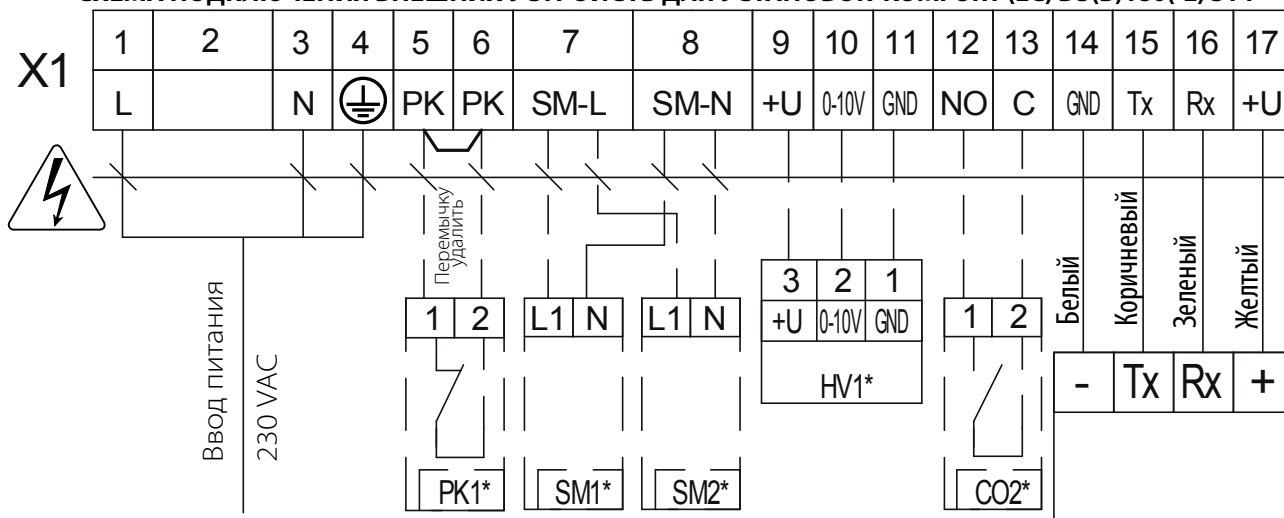 1 2 3 4 5 6 7 8 9 10 11 12 13 14 15 16 17
X1
L N PK PK SM-L SM-N +U 0-10V GND NO C GND Tx Rx +U
Перемычку
удалить
Белый
Коричневый
Зеленый
Желтый
Ввод питания
230 VAC
1 2
L1 N
L1 N
3 2 1
+U 0-10V GND
HV1*
1 2
- Tx Rx +
PK1*
SM1*
SM2*
CO2*